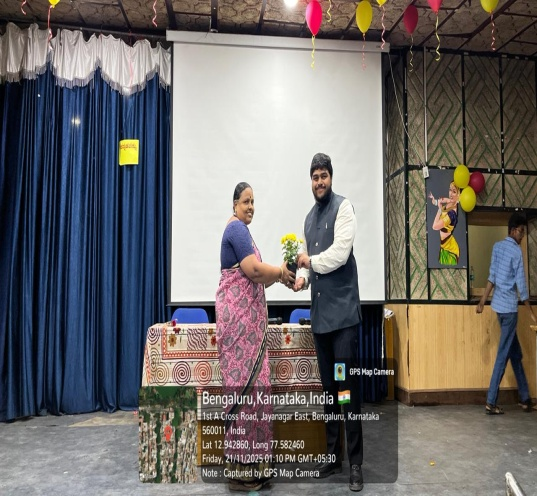 GPS Map Camera
Bengaluru,Karnataka,India
1st A Cross Road, Jayanagar East, Bengaluru, Karnataka
560011, India
Lat 12.942860, Long 77.582460
Friday, 21/11/2025 01:10 PM GMT+05:30
Note : Captured by GPS Map Camera